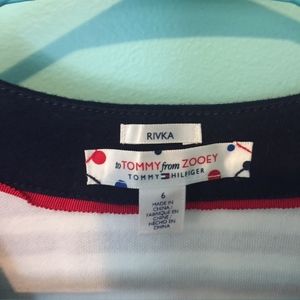 RIVKA
to TOMMY from ZOOEY
TOMMY HILFIGER
6
MADE IN
CHINA /
FABRIQUÉ EN
CHINE /
HECHO EN
CHINA